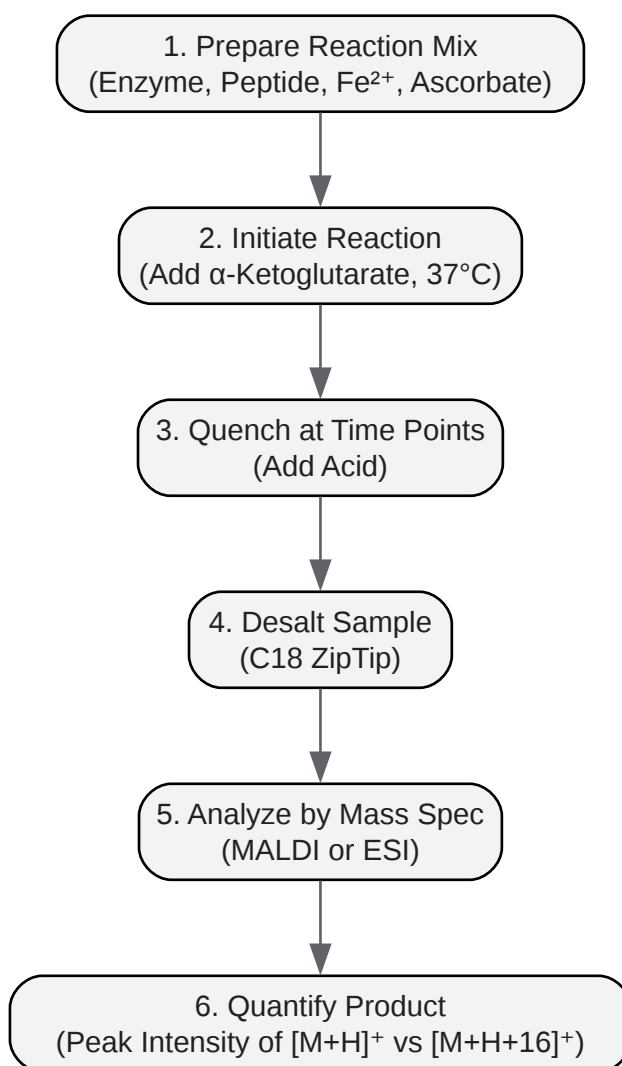 1. Prepare Reaction Mix
(Enzyme, Peptide, Fe²⁺, Ascorbate)
2. Initiate Reaction
(Add α-Ketoglutarate, 37°C)
3. Quench at Time Points
(Add Acid)
4. Desalt Sample
(C18 ZipTip)
5. Analyze by Mass Spec
(MALDI or ESI)
6. Quantify Product
(Peak Intensity of [M+H]⁺ vs [M+H+16]⁺)